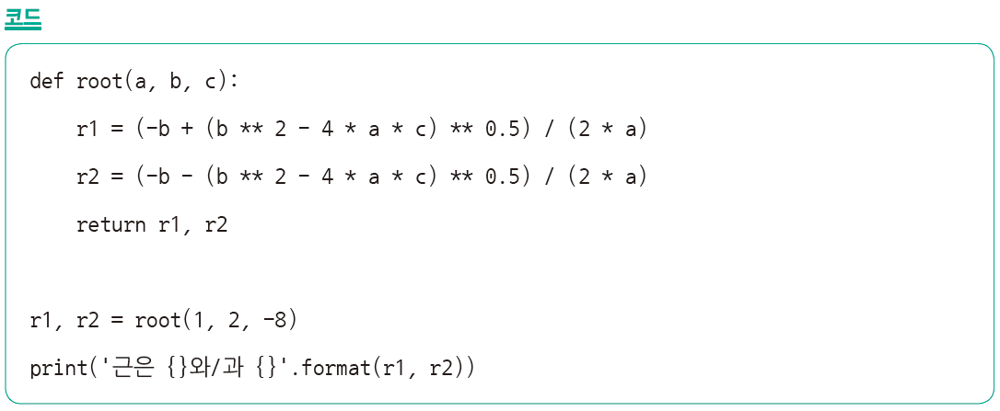 코드
def root(a, b, c):
    r1 = (-b + (b ** 2 - 4 * a * c) ** 0.5) / (2 * a)
    r2 = (-b - (b ** 2 - 4 * a * c) ** 0.5) / (2 * a)
    return r1, r2
r1, r2 = root(1, 2, -8)
print('근은 {}와/과 {}'.format(r1, r2))